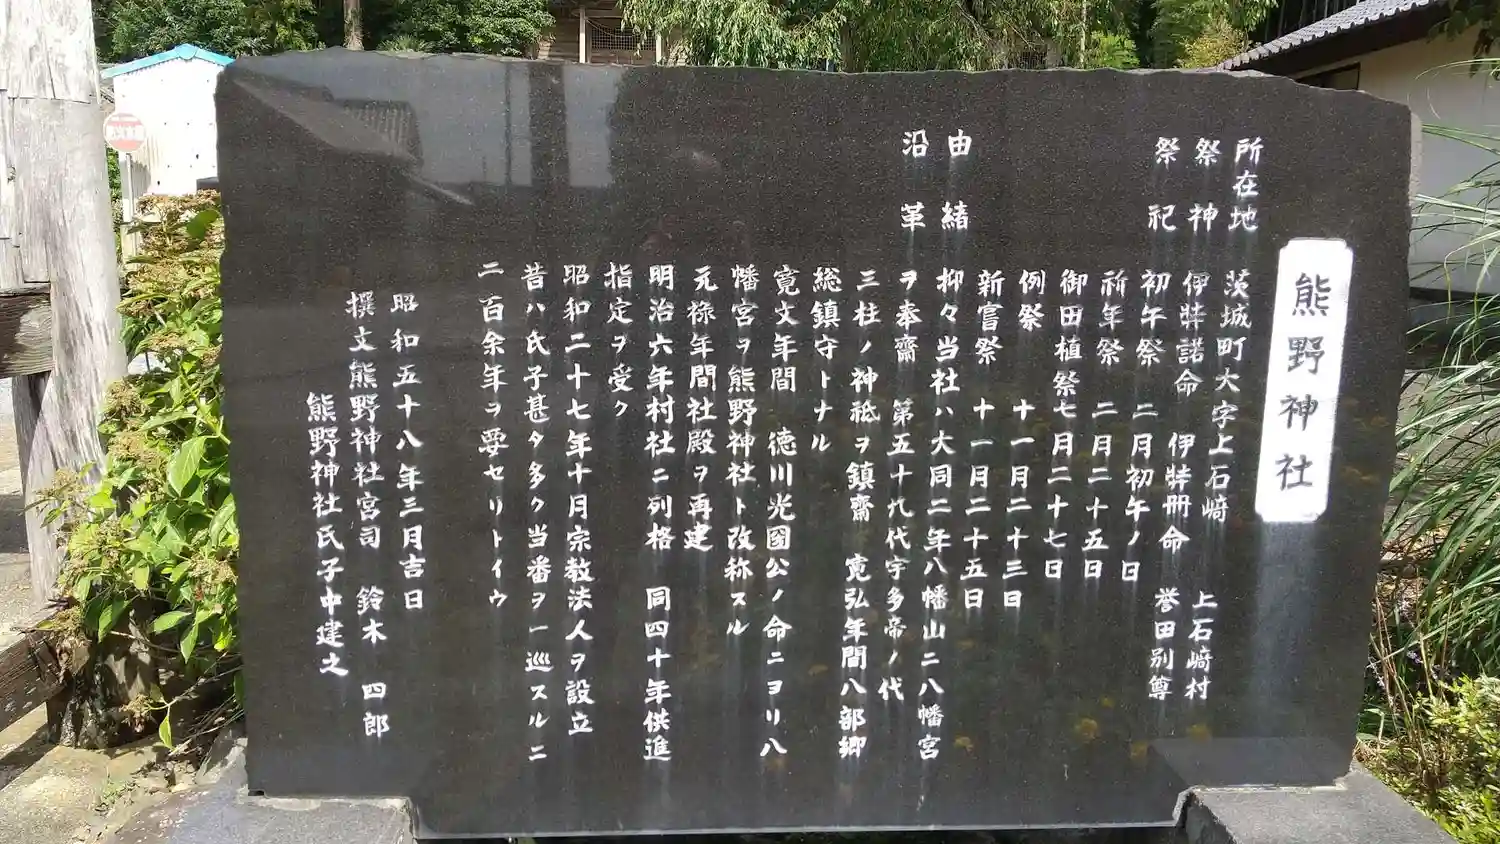 熊野神社
所在地 茨城町大字上石﨑 上石﨑村
祭神 伊弉諾命 伊弉册命 誉田別尊
祭祀 初午祭 二月初午ノ日
祈年祭 二月二十五日
御田植祭 七月二十七日
例祭 十一月二十三日
新嘗祭 十一月二十五日
由緒 抑々当社ハ大同二年八幡山ニ八幡宮
沿革 ヲ奉齋 第五十九代宇多帝ノ代
三柱ノ神祇ヲ鎮齋 寛弘年間八部郷
総鎮守トナル
寛文年間 徳川光圀公ノ命ニヨリ八
幡宮ヲ熊野神社ト改称スル
元禄年間社殿ヲ再建
明治六年村社ニ列格 同四十年供進
指定ヲ受ク
昭和二十七年十月宗教法人ヲ設立
昔ハ氏子甚タ多ク当番ヲ一巡スルニ
二百余年ヲ要セリトイウ
昭和五十八年三月吉日
撰文熊野神社宮司 鈴木四郎
熊野神社氏子中建之